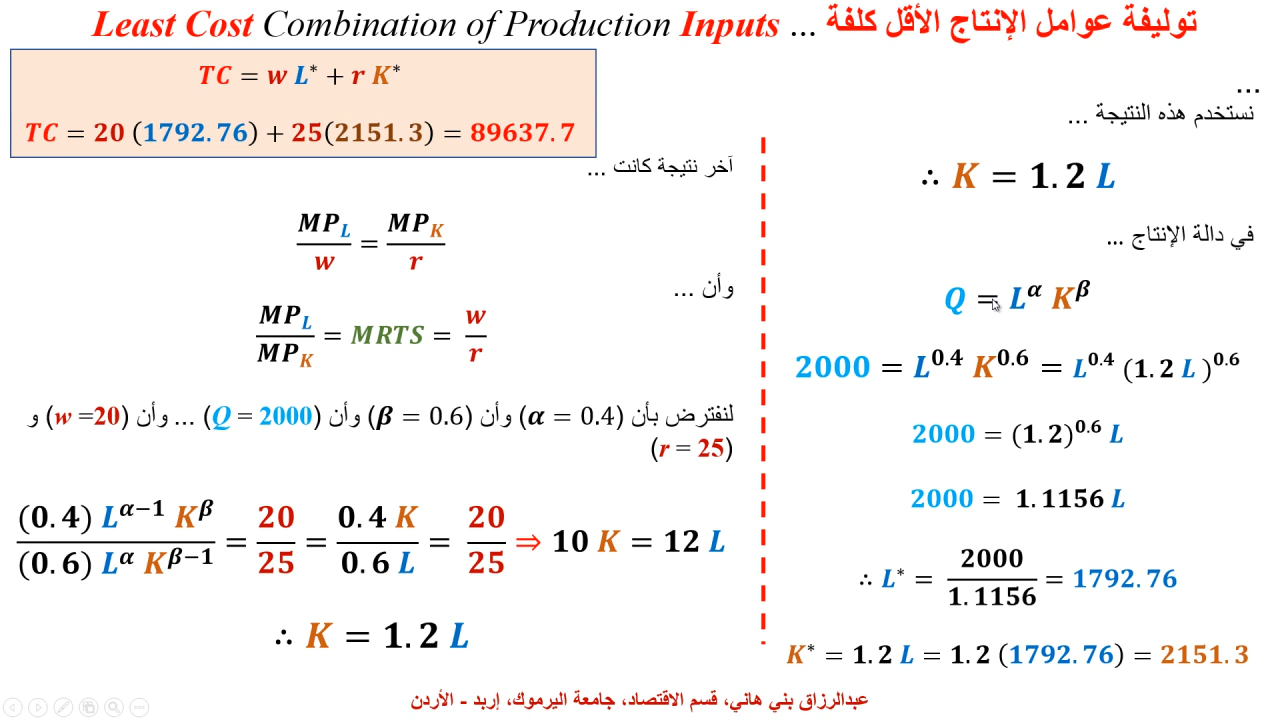 Least Cost Combination of Production Inputs ... توليفة عوامل الإنتاج الأقل كلفة
TC = w L* + r K*
TC = 20 (1792.76) + 25(2151.3) = 89637.7
آخر نتيجة كانت ...
MP_L / w = MP_K / r
وأن ...
MP_L / MP_K = MRTS = w / r
لنفترض بأن (α = 0.4) وأن (β = 0.6) وأن (Q = 2000) ... وأن (w =20) و
(r = 25)
(0.4) L^(α−1) K^β / (0.6) L^α K^(β−1) = 20 / 25 = 0.4 K / 0.6 L = 20 / 25 ⇒ 10 K = 12 L
∴ K = 1.2 L
...
نستخدم هذه النتيجة ...
∴ K = 1.2 L
في دالة الإنتاج ...
Q = L^α K^β
2000 = L^0.4 K^0.6 = L^0.4 (1.2 L )^0.6
2000 = (1.2)^0.6 L
2000 = 1.1156 L
∴ L* = 2000 / 1.1156 = 1792.76
K* = 1.2 L = 1.2 (1792.76) = 2151.3
عبدالرزاق بني هاني، قسم الاقتصاد، جامعة اليرموك، إربد - الأردن